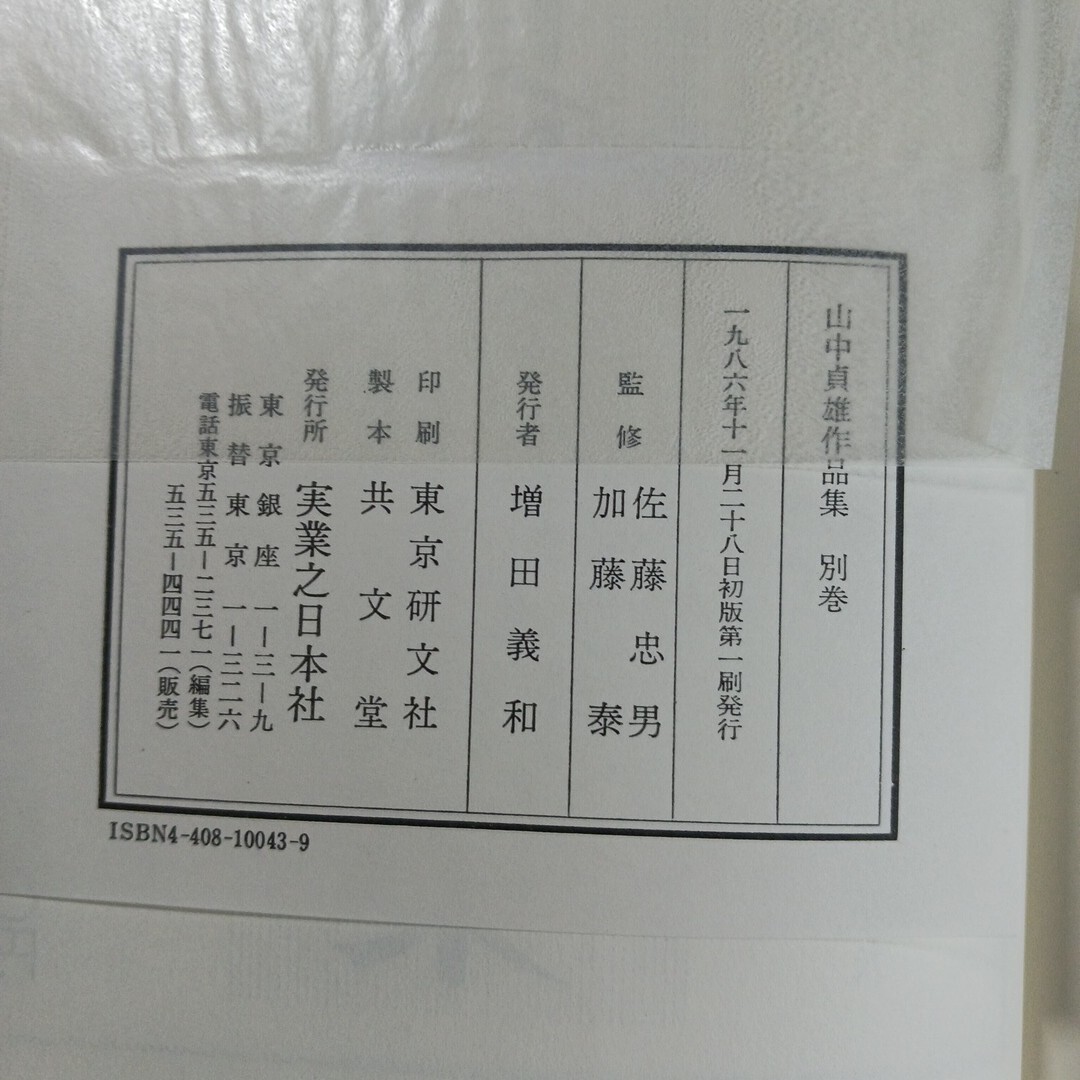 山中貞雄作品集 別巻
一九八六年十一月二十八日初版第一刷発行
監修 佐藤忠男
加藤泰
発行者 増田義和
印刷 東京研文社
製本 共文堂
発行所 実業之日本社
東京銀座一-三-九
振替東京一-三二六
電話東京五三五-二三七一(編集)
五三五-四四四一(販売)
ISBN4-408-10043-9